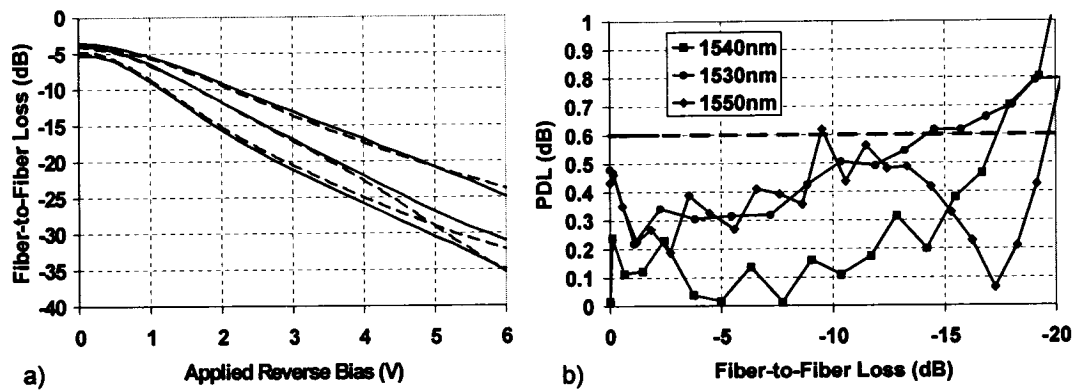 0
-5
-10
-15
-20
-25
-30
-35
-40
Fiber-to-Fiber Loss (dB)
0 1 2 3 4 5 6
Applied Reverse Bias (V)
a)
1
0.9
0.8
0.7
0.6
0.5
0.4
0.3
0.2
0.1
0
PDL (dB)
1540nm
1530nm
1550nm
0 -5 -10 -15 -20
Fiber-to-Fiber Loss (dB)
b)